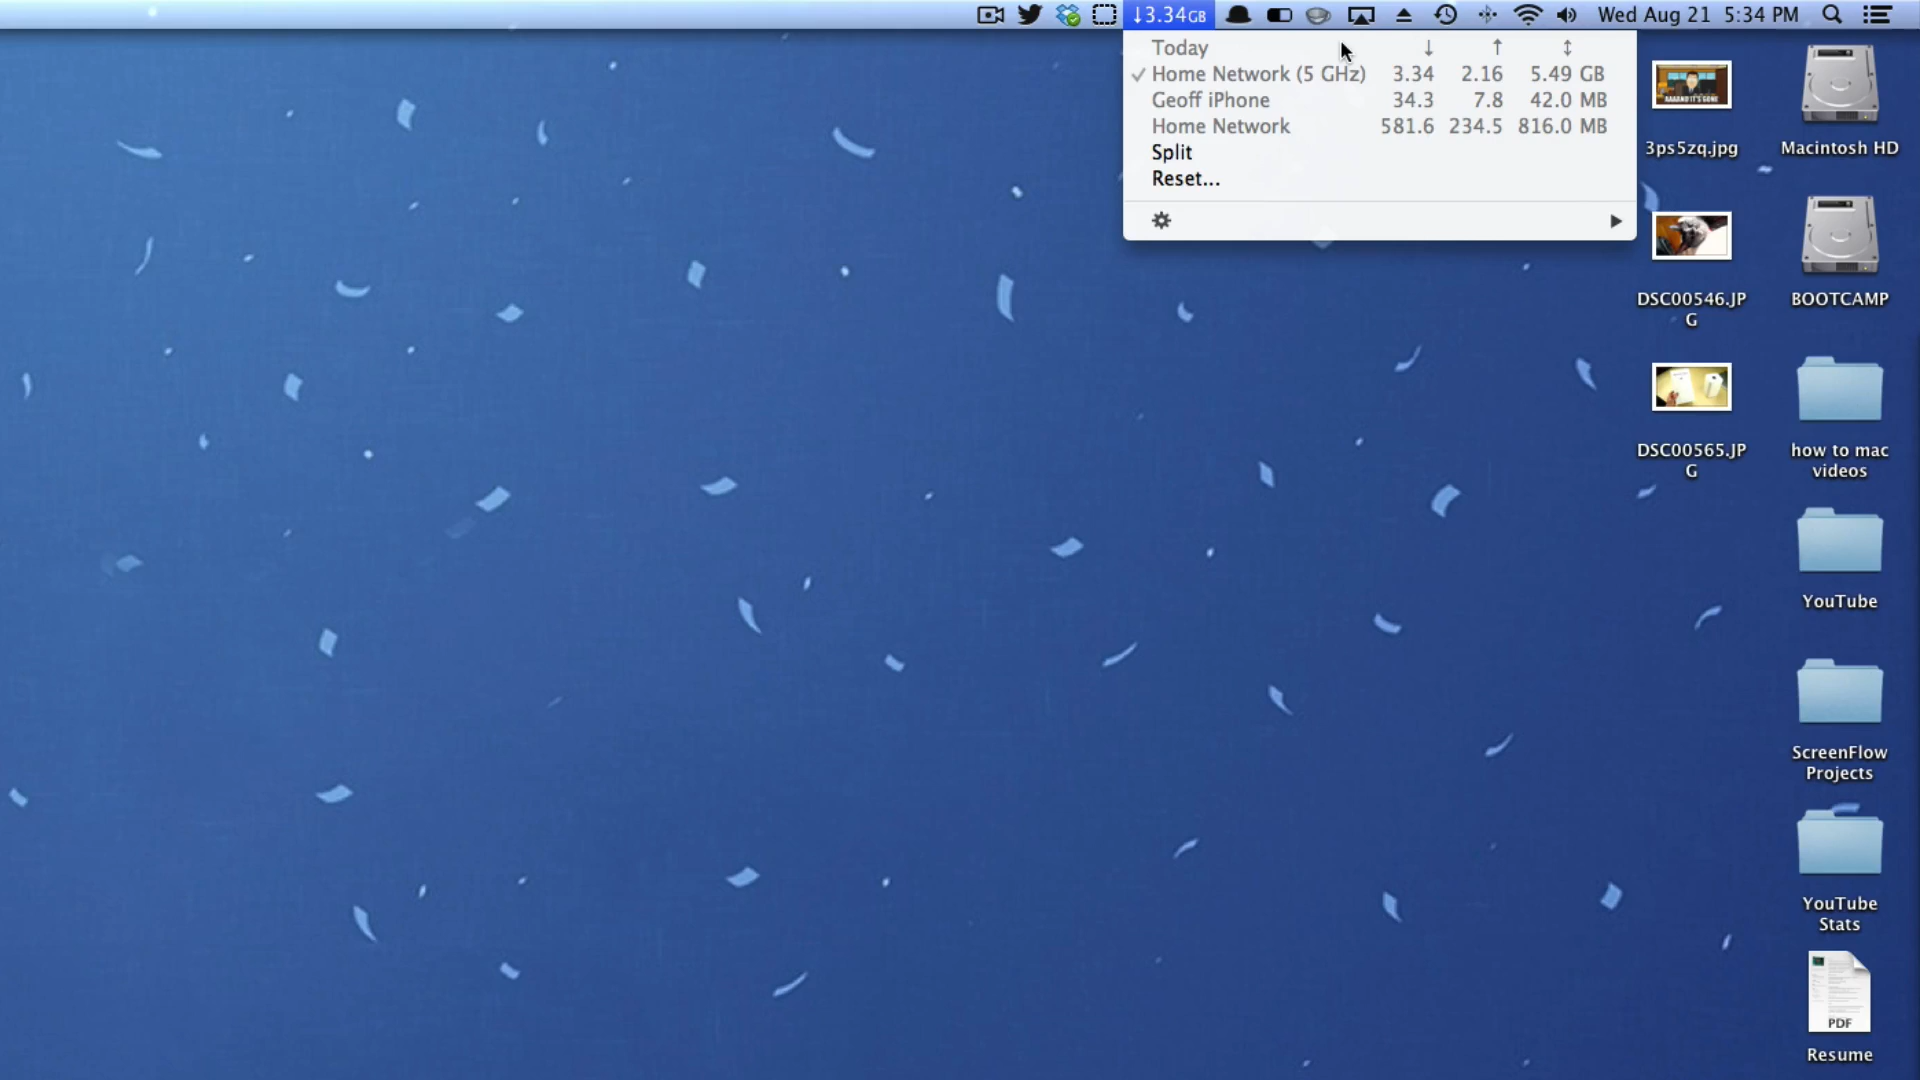 ↓3.34GB Wed Aug 21 5:34 PM
Today ↓ ↑ ↕
✓ Home Network (5 GHz) 3.34 2.16 5.49 GB
Geoff iPhone 34.3 7.8 42.0 MB
Home Network 581.6 234.5 816.0 MB
Split
Reset...
AAAAND IT'S GONE
3ps5zq.jpg
Macintosh HD
DSC00546.JP
G
BOOTCAMP
DSC00565.JP
G
how to mac
videos
YouTube
ScreenFlow
Projects
YouTube
Stats
PDF
Resume